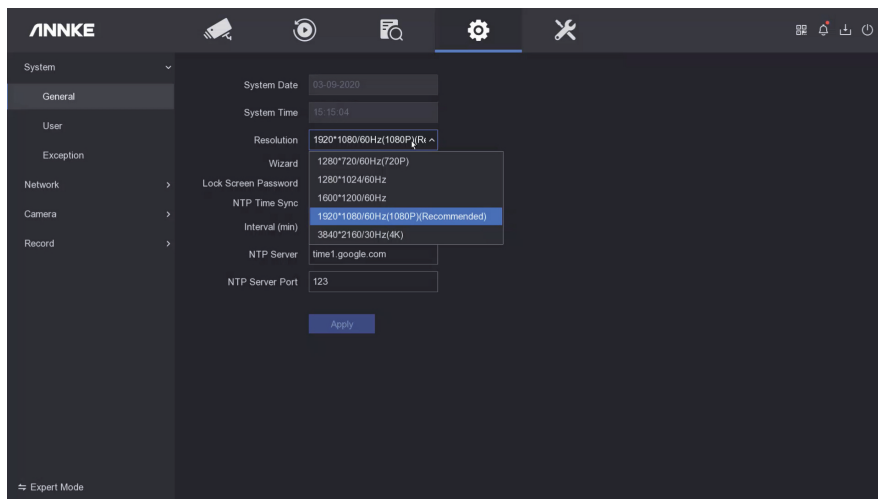 ANNKE
System
General
User
Exception
Network
Camera
Record
Expert Mode
System Date 03-09-2020
System Time 15:15:04
Resolution 1920*1080/60Hz(1080P)(Re
1280*720/60Hz(720P)
1280*1024/60Hz
1600*1200/60Hz
1920*1080/60Hz(1080P)(Recommended)
3840*2160/30Hz(4K)
Wizard
Lock Screen Password
NTP Time Sync
Interval (min)
NTP Server time1.google.com
NTP Server Port 123
Apply